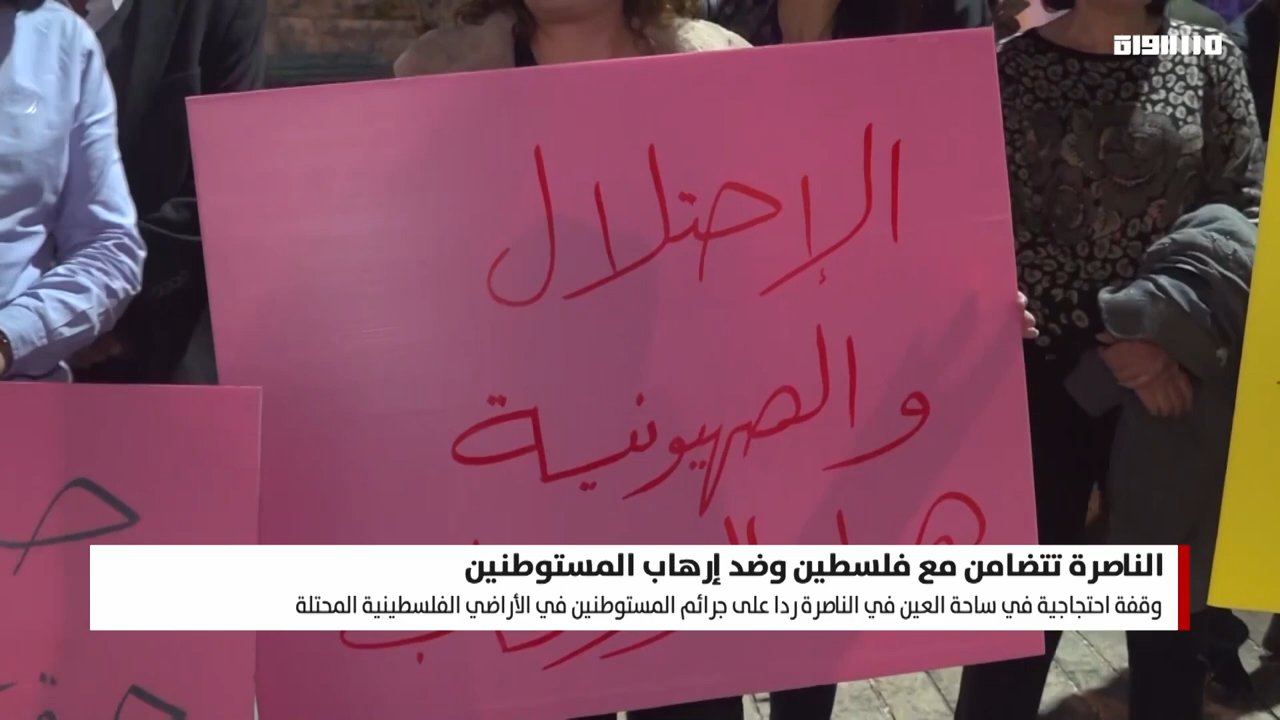 مساواة
الإحتلال
والصهيونية
الناصرة تتضامن مع فلسطين وضد إرهاب المستوطنين
وقفة احتجاجية في ساحة العين في الناصرة ردا على جرائم المستوطنين في الأراضي الفلسطينية المحتلة